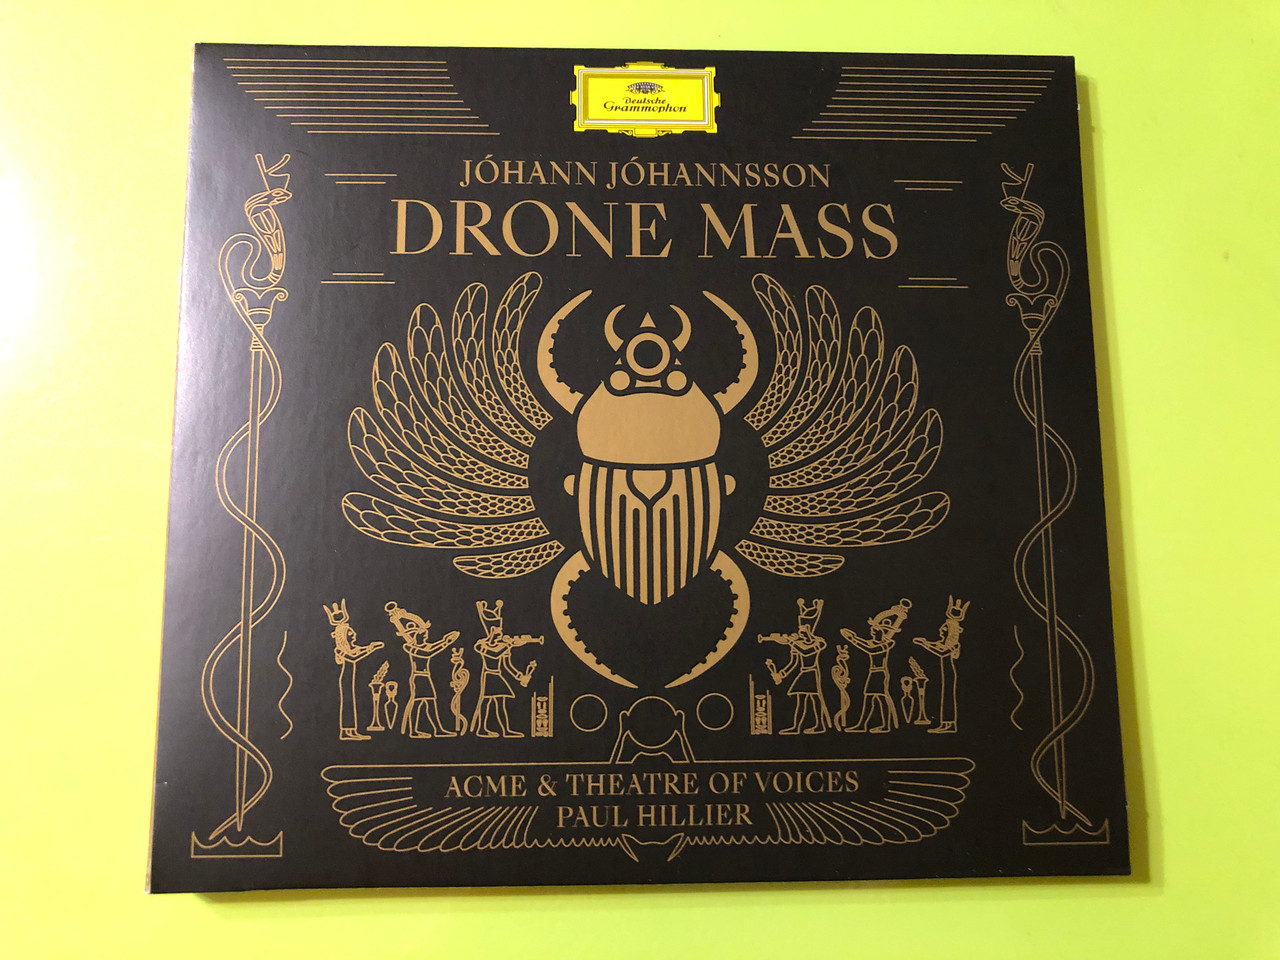 Deutsche
Grammophon
JÓHANN JÓHANNSSON
DRONE MASS
ACME & THEATRE OF VOICES
PAUL HILLIER